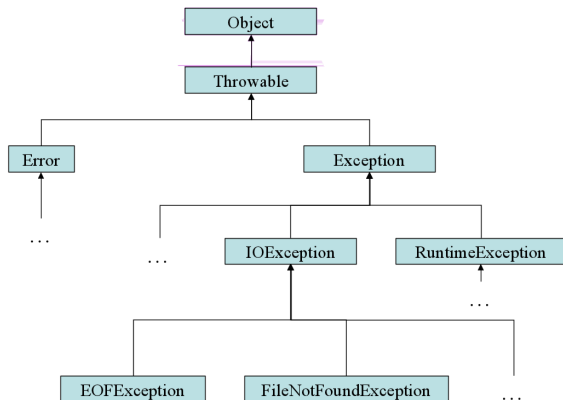 Object
Throwable
Error
Exception
...
...
IOException
RuntimeException
...
EOFException
FileNotFoundException
...